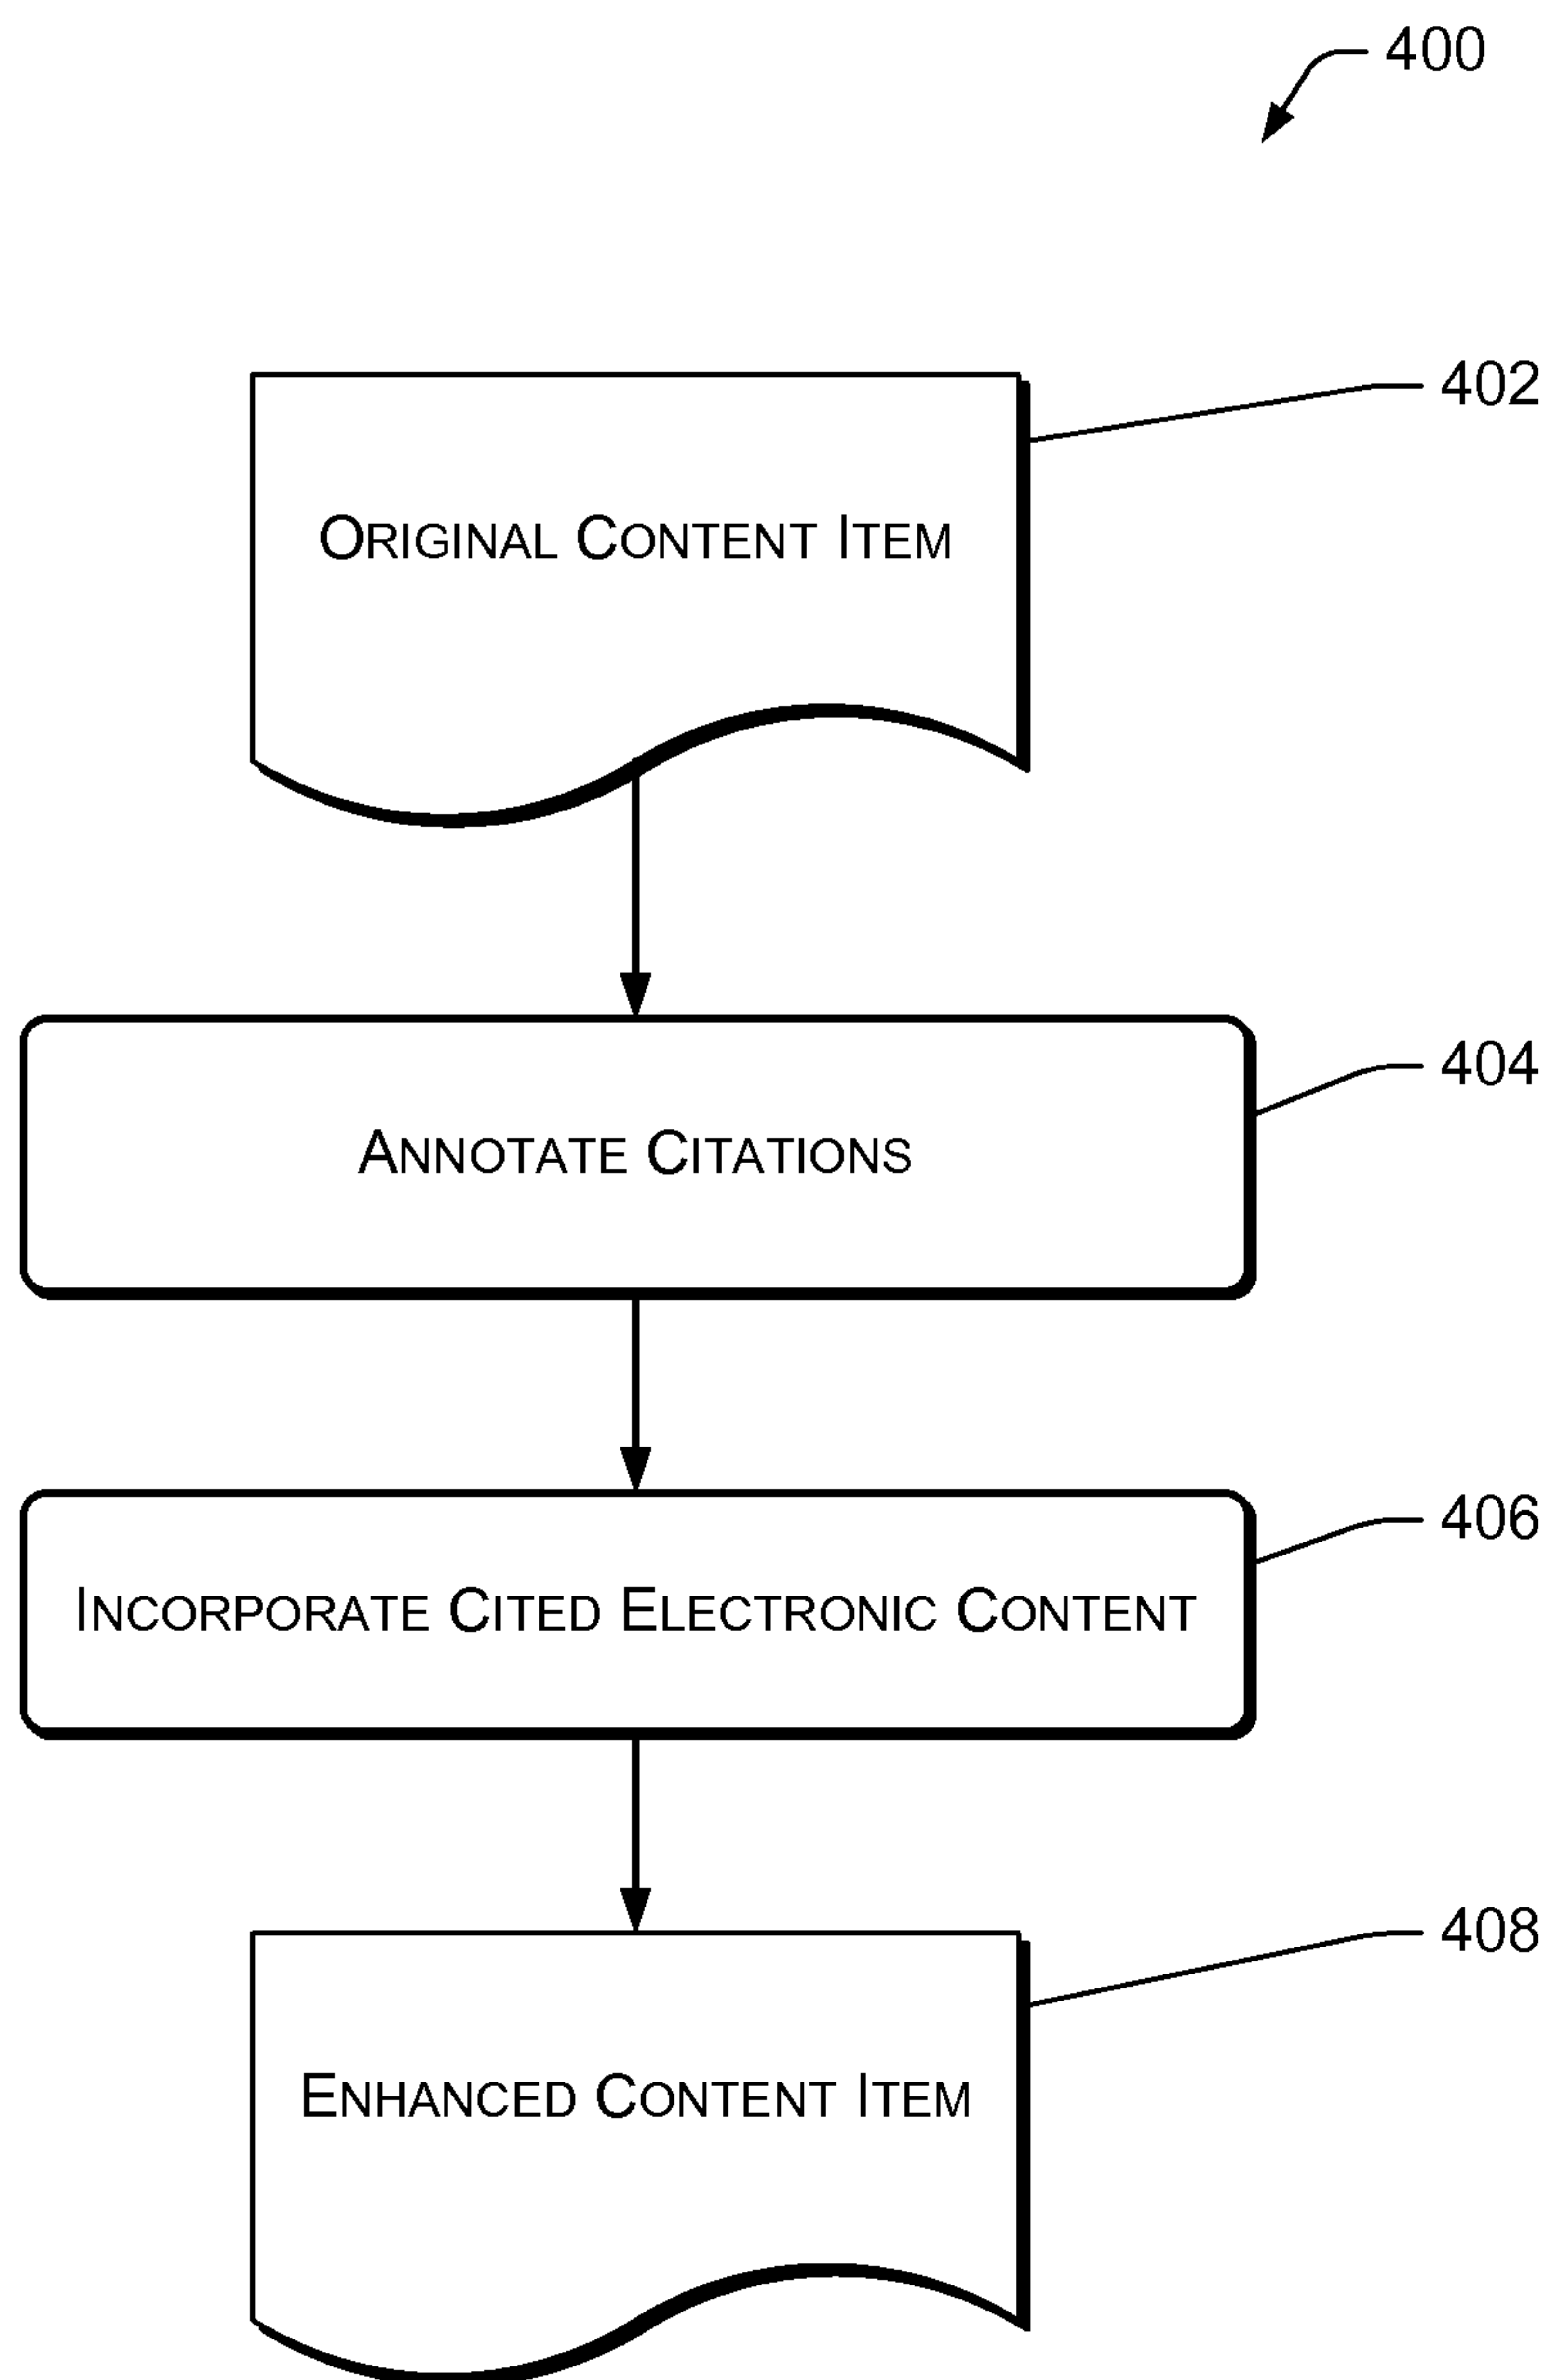 400
402
ORIGINAL CONTENT ITEM
404
ANNOTATE CITATIONS
406
INCORPORATE CITED ELECTRONIC CONTENT
408
ENHANCED CONTENT ITEM